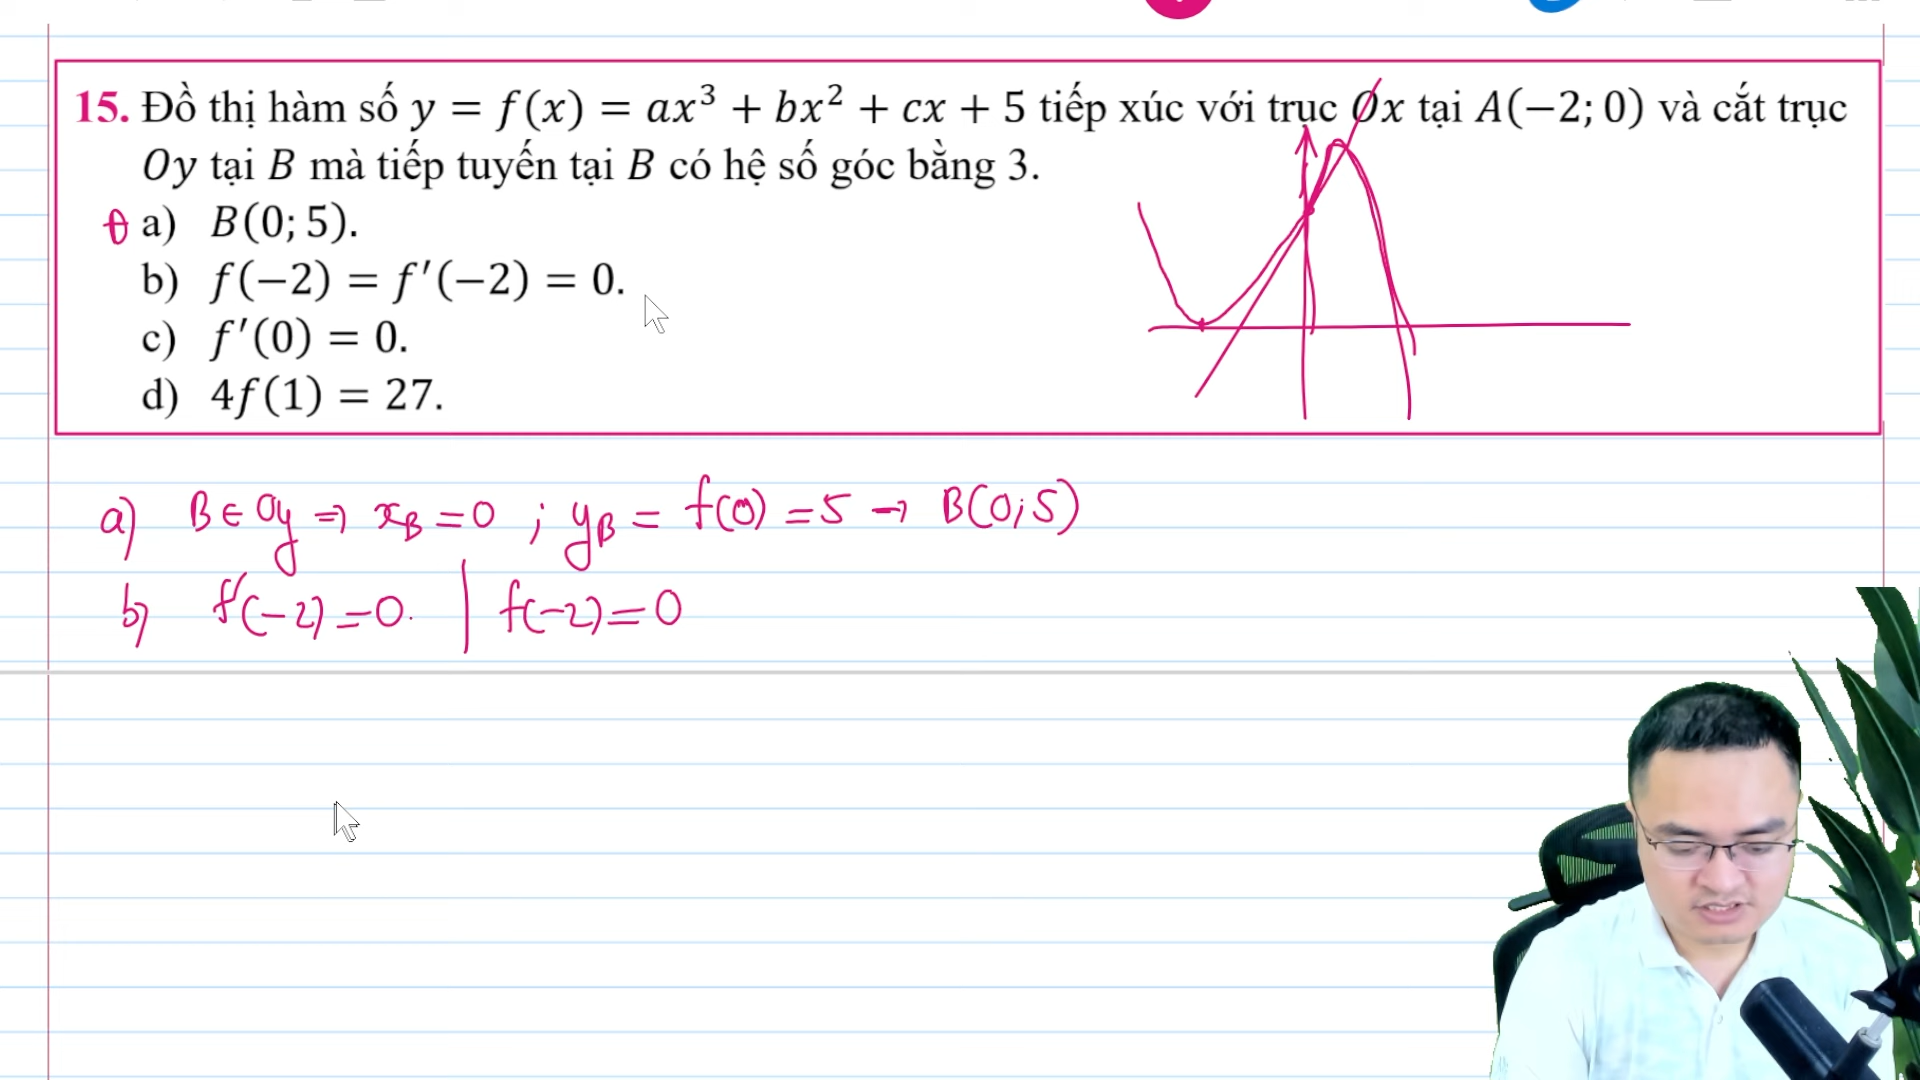 15. Đồ thị hàm số y = f(x) = ax³ + bx² + cx + 5 tiếp xúc với trục Ox tại A(−2; 0) và cắt trục
Oy tại B mà tiếp tuyến tại B có hệ số góc bằng 3.
a) B(0; 5).
b) f(−2) = f′(−2) = 0.
c) f′(0) = 0.
d) 4f(1) = 27.
a) B ∈ Oy ⇒ x_B = 0 ; y_B = f(0) = 5 → B(0;5)
b) f'(−2) = 0. | f(−2) = 0